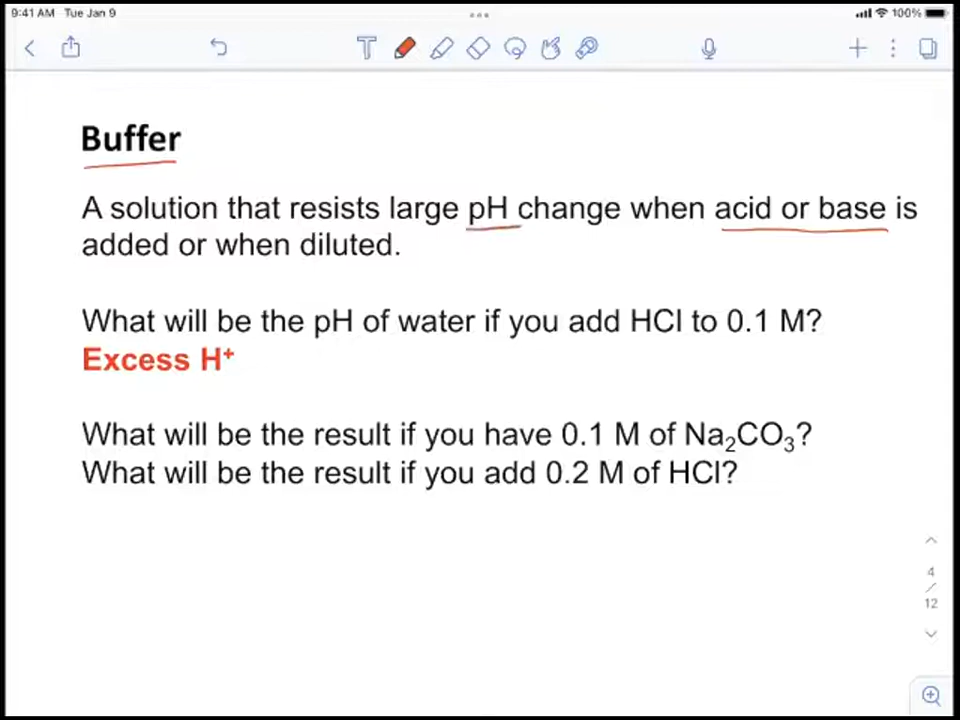 9:41 AM Tue Jan 9
100%
Buffer
A solution that resists large pH change when acid or base is
added or when diluted.
What will be the pH of water if you add HCl to 0.1 M?
Excess H⁺
What will be the result if you have 0.1 M of Na₂CO₃?
What will be the result if you add 0.2 M of HCl?
4
/
12